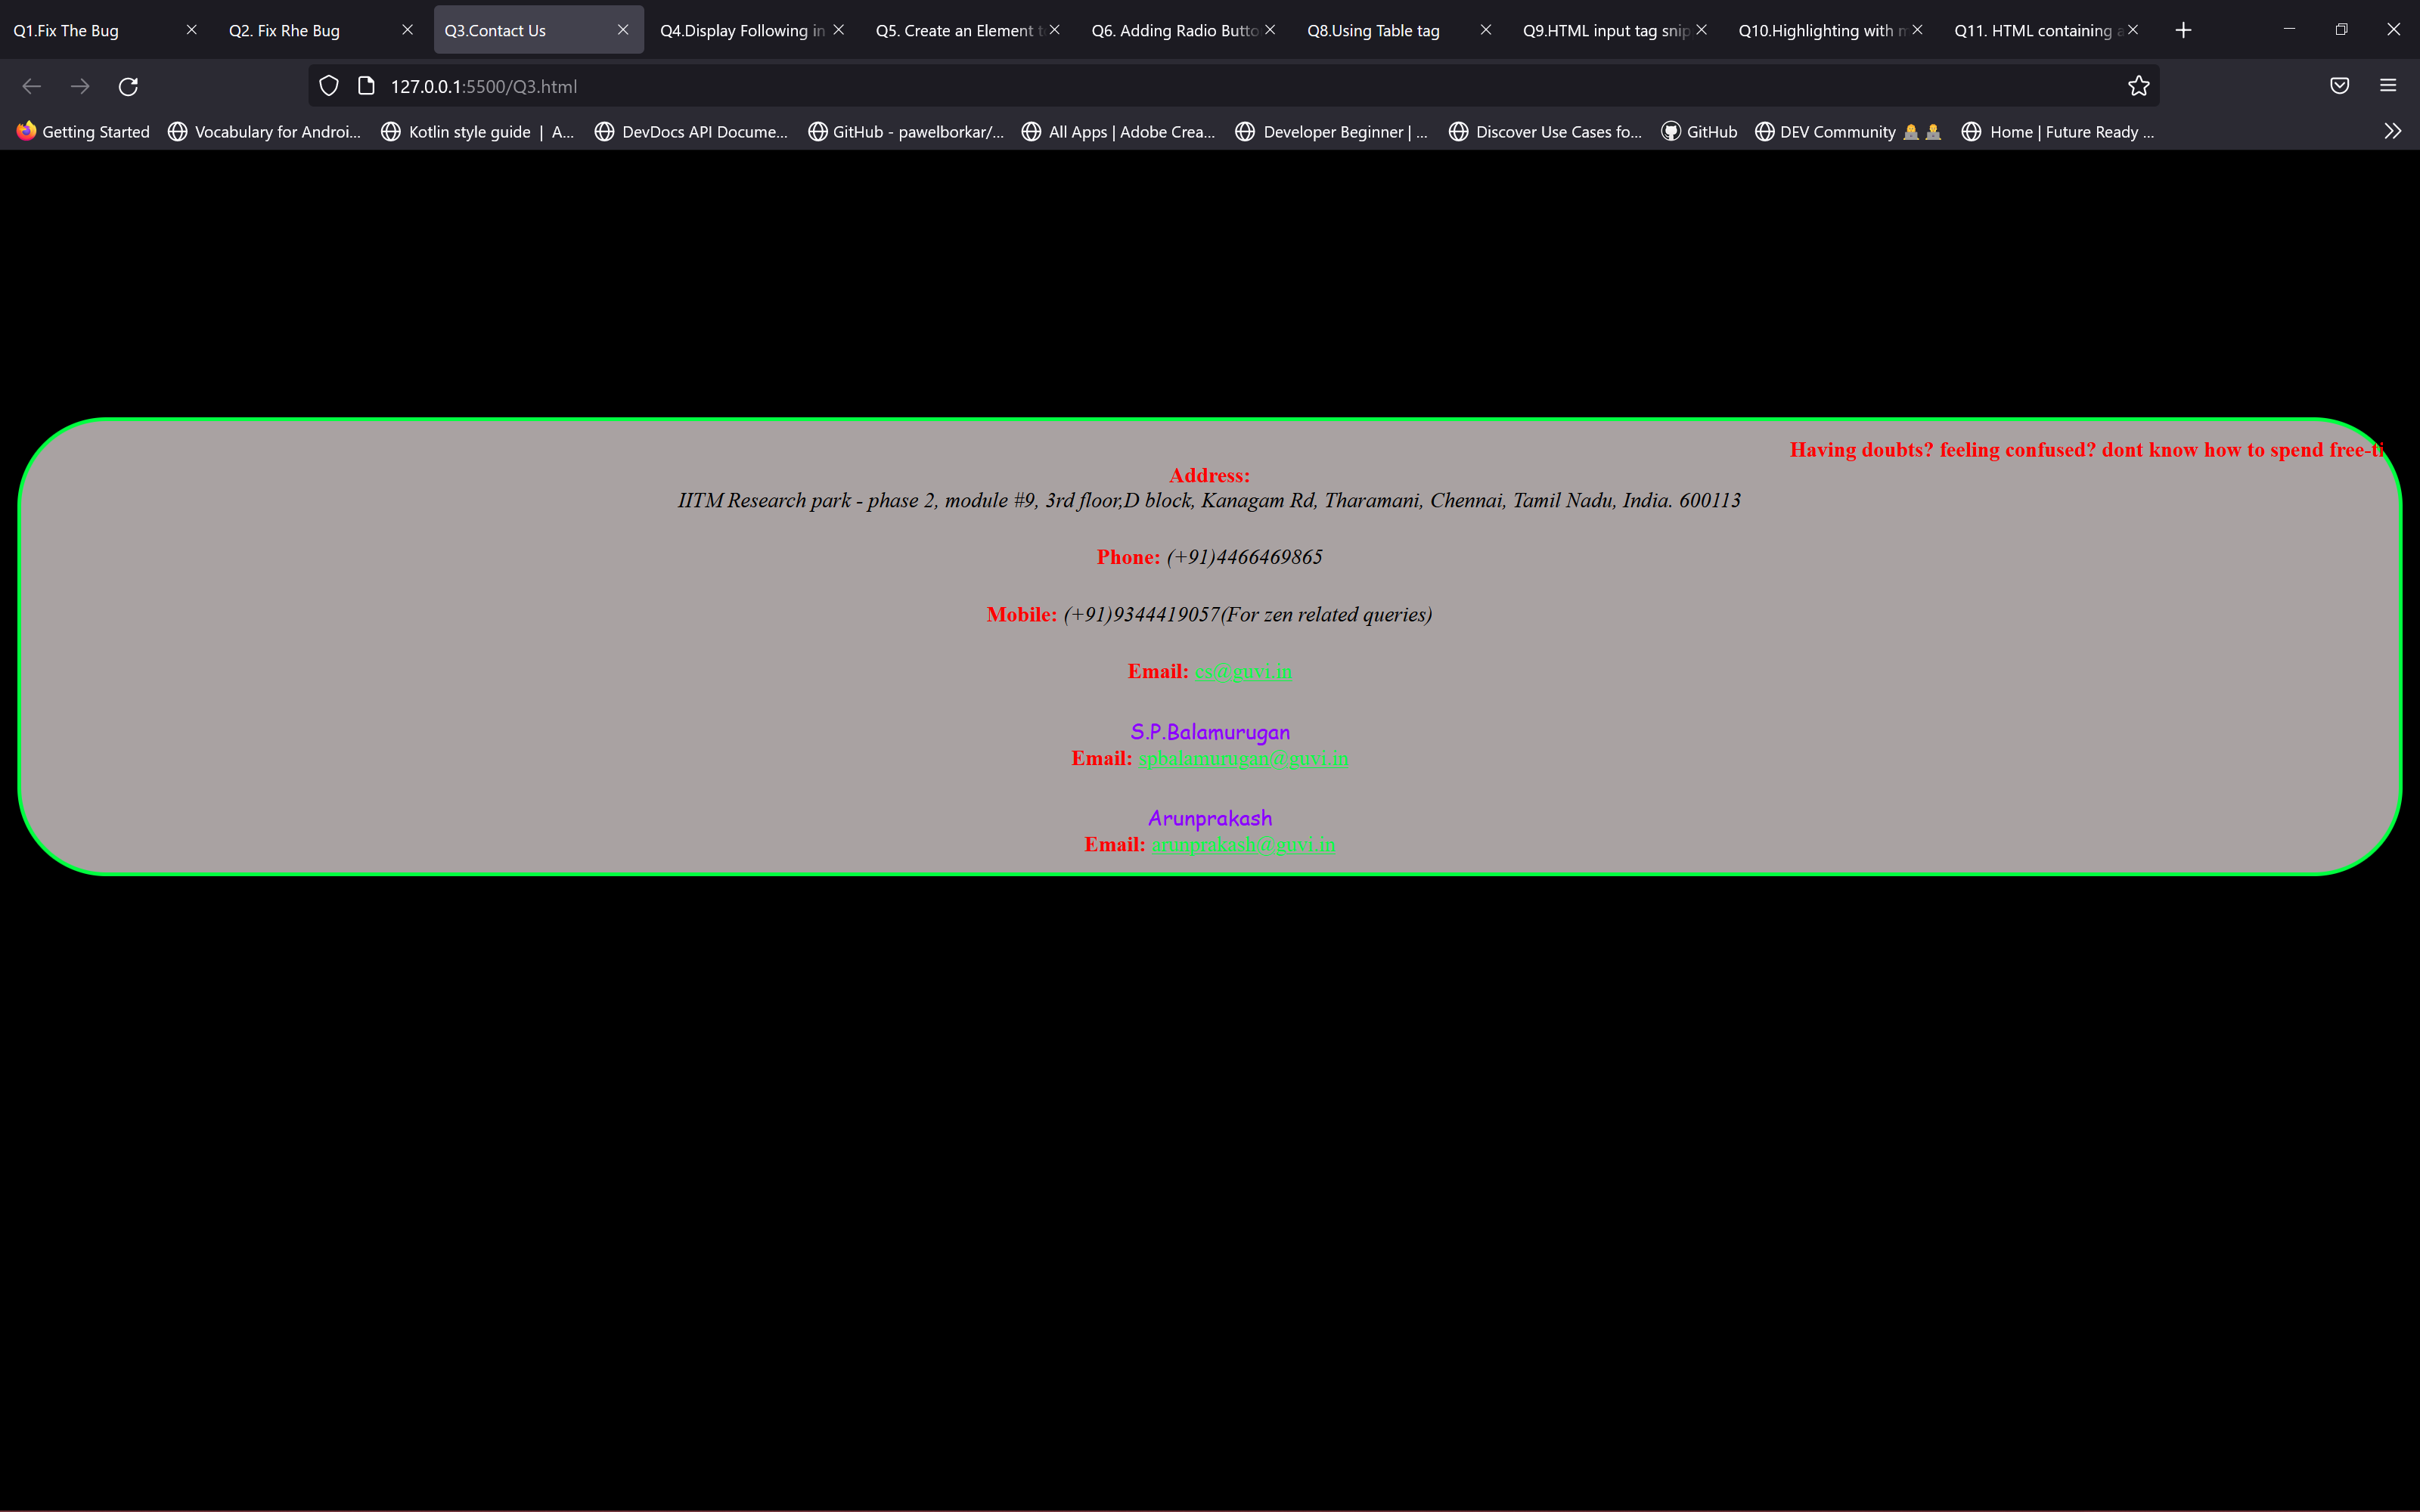 Q1.Fix The Bug
Q2. Fix Rhe Bug
Q3.Contact Us
Q4.Display Following in
Q5. Create an Element t
Q6. Adding Radio Butto
Q8.Using Table tag
Q9.HTML input tag snip
Q10.Highlighting with m
Q11. HTML containing a
127.0.0.1:5500/Q3.html
Getting Started
Vocabulary for Androi...
Kotlin style guide | A...
DevDocs API Docume...
GitHub - pawelborkar/...
All Apps | Adobe Crea...
Developer Beginner | ...
Discover Use Cases fo...
GitHub
DEV Community
Home | Future Ready ...
Having doubts? feeling confused? dont know how to spend free-ti
Address:
IITM Research park - phase 2, module #9, 3rd floor,D block, Kanagam Rd, Tharamani, Chennai, Tamil Nadu, India. 600113
Phone: (+91)4466469865
Mobile: (+91)9344419057(For zen related queries)
Email: cs@guvi.in
S.P.Balamurugan
Email: spbalamurugan@guvi.in
Arunprakash
Email: arunprakash@guvi.in